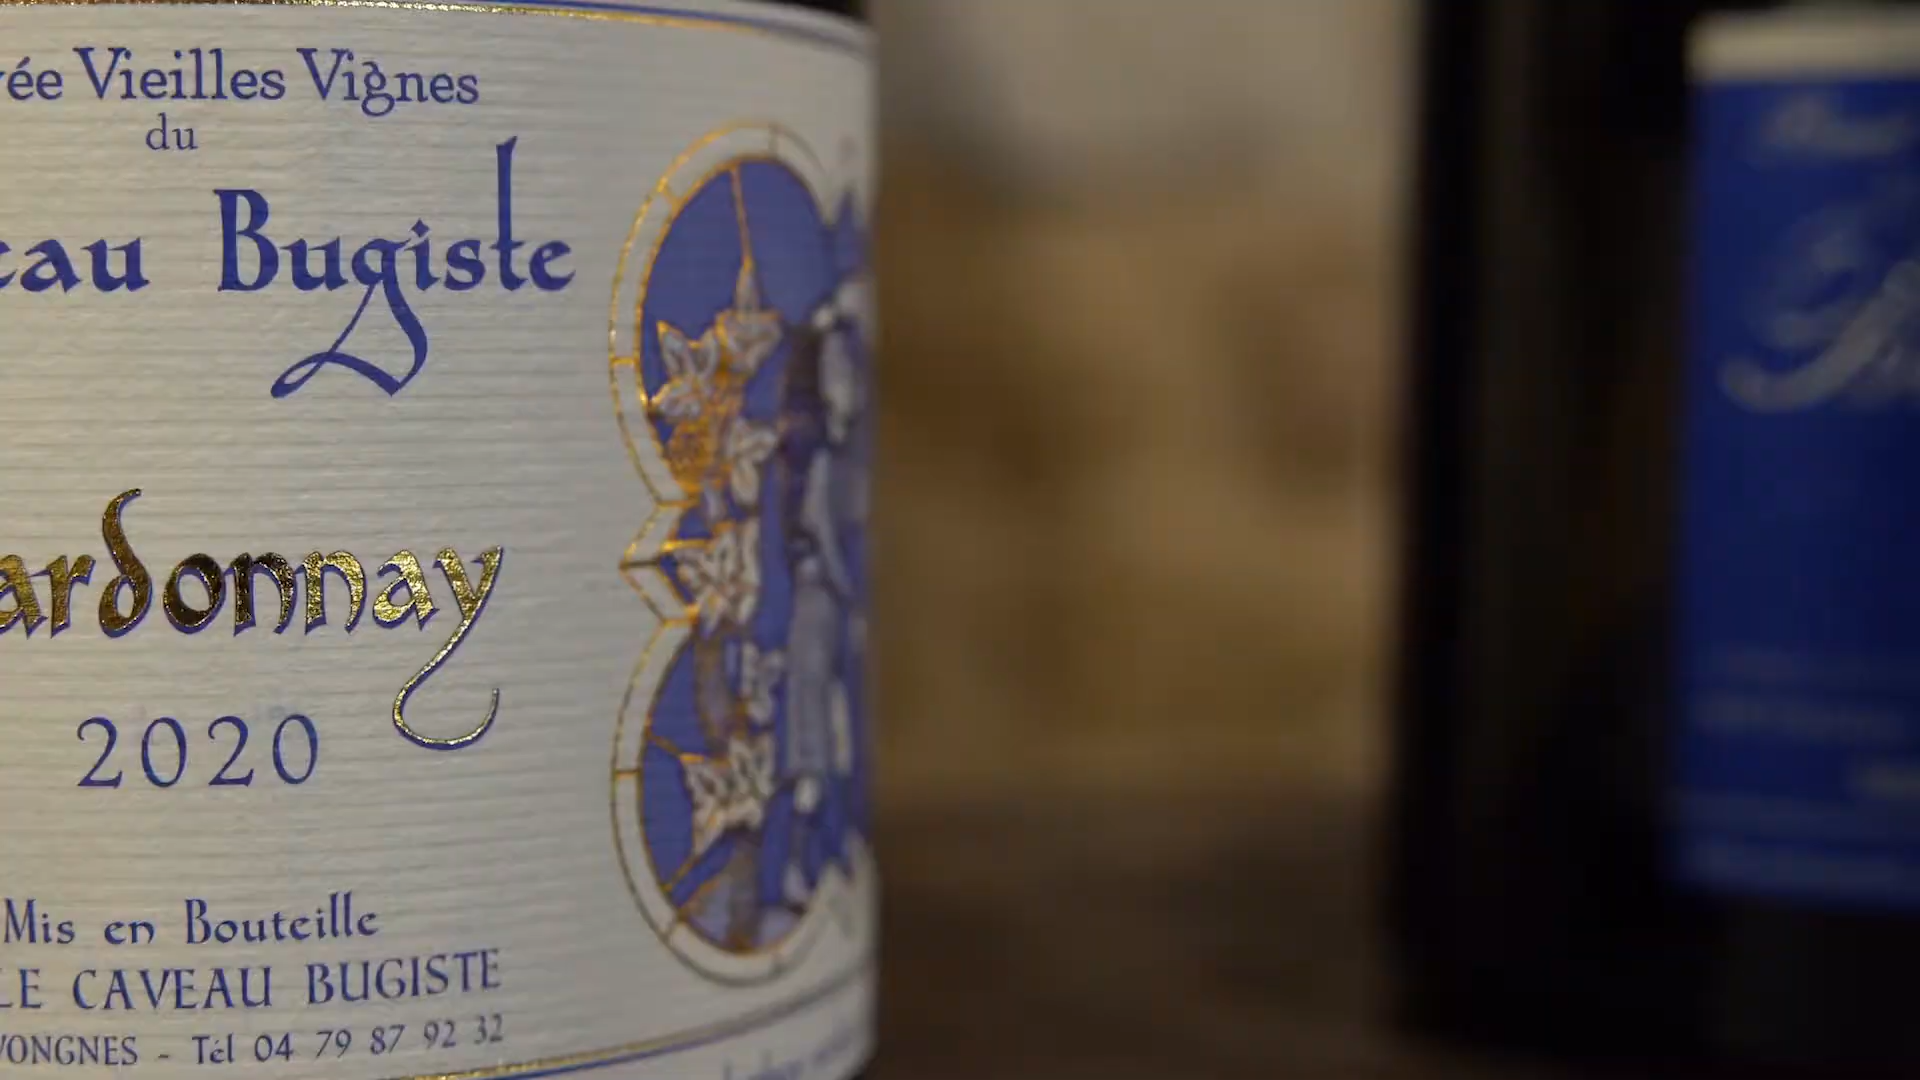 ée Vieilles Vignes
du
eau Bugiste
ardonnay
2020
Mis en Bouteille
LE CAVEAU BUGISTE
VONGNES - Tél 04 79 87 92 32